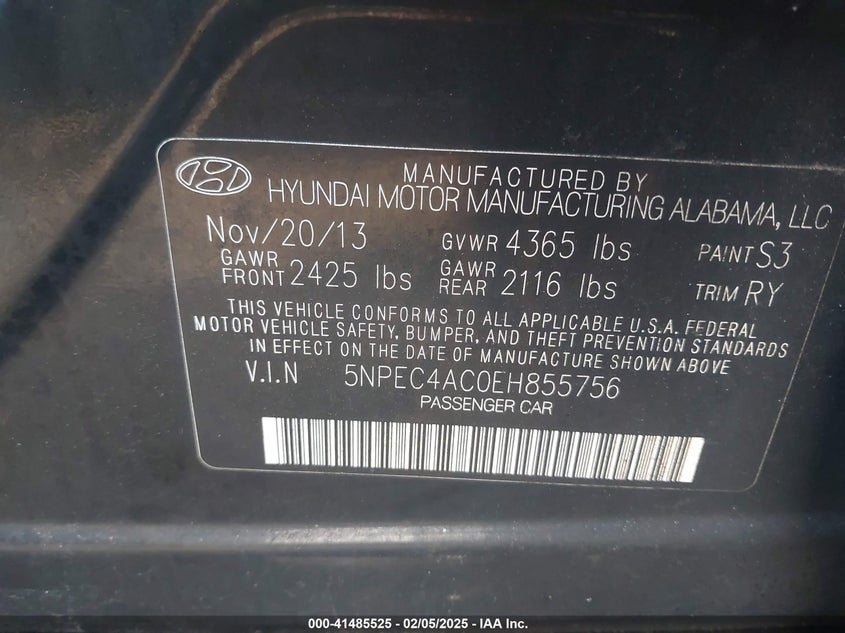 MANUFACTURED BY
HYUNDAI MOTOR MANUFACTURING ALABAMA, LLC
Nov/20/13 GVWR 4365 lbs PAINT S3
GAWR FRONT 2425 lbs GAWR REAR 2116 lbs TRIM RY
THIS VEHICLE CONFORMS TO ALL APPLICABLE U.S.A. FEDERAL
MOTOR VEHICLE SAFETY, BUMPER, AND THEFT PREVENTION STANDARDS
IN EFFECT ON THE DATE OF MANUFACTURE SHOWN ABOVE
V.I.N 5NPEC4AC0EH855756
PASSENGER CAR
000-41485525 - 02/05/2025 - IAA Inc.